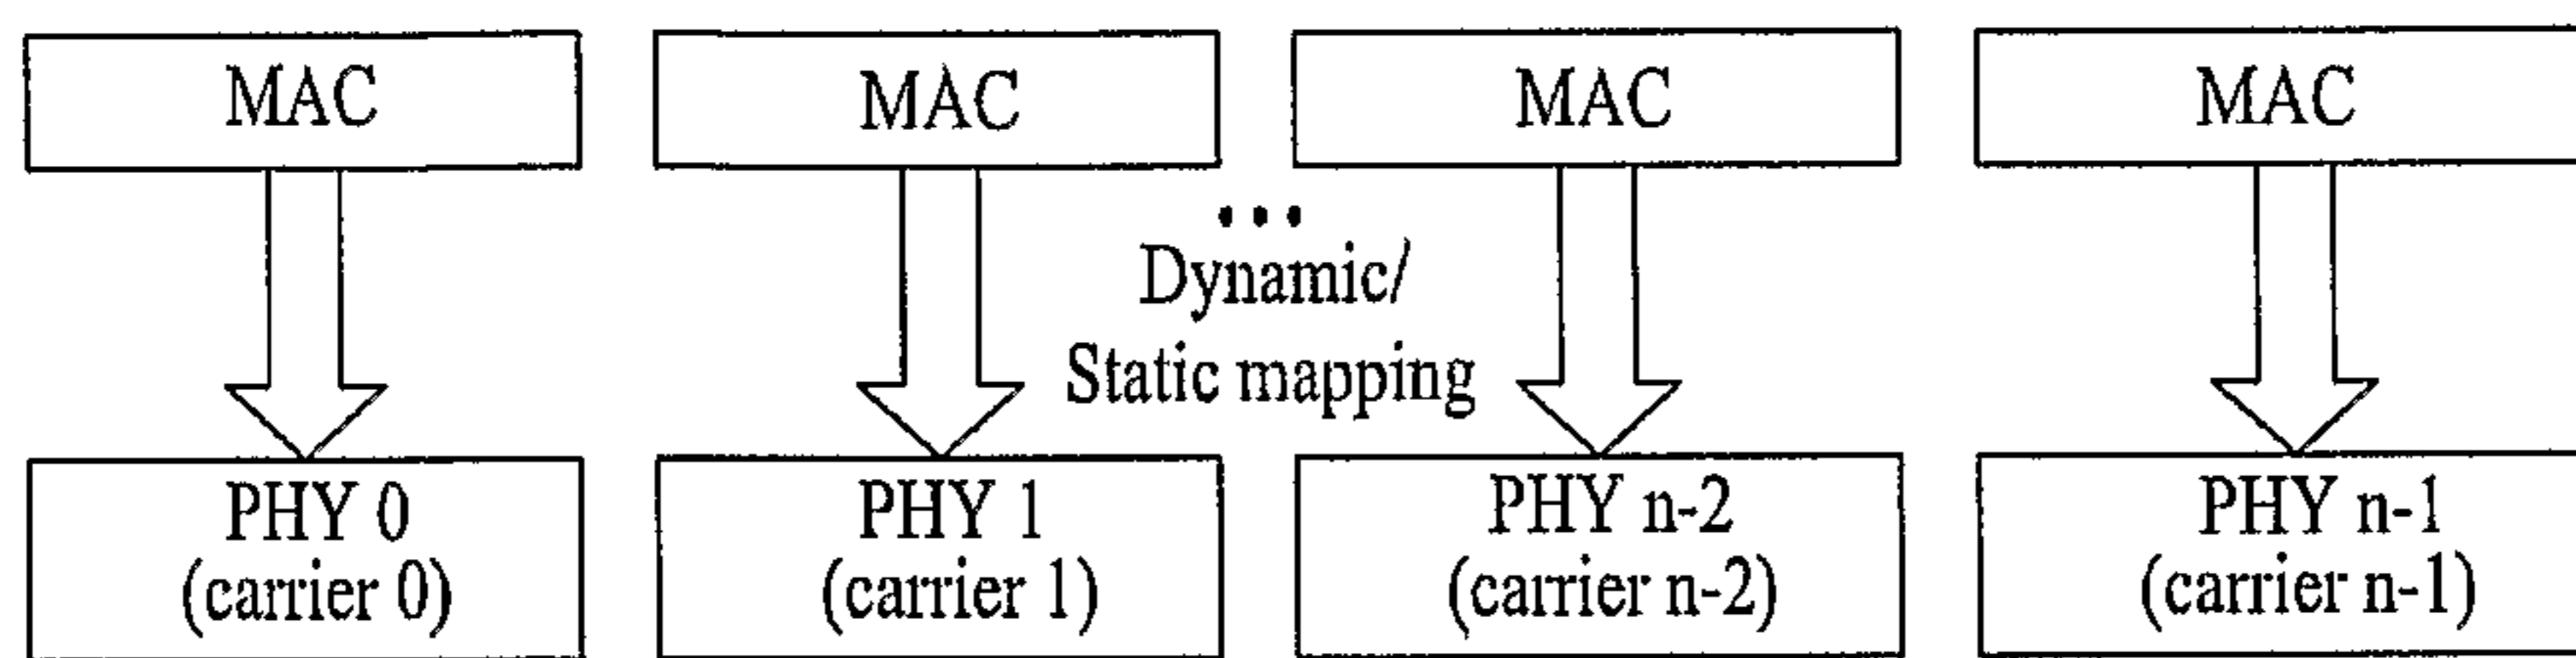 MAC
MAC
MAC
MAC
•••
Dynamic/
Static mapping
PHY 0
(carrier 0)
PHY 1
(carrier 1)
PHY n-2
(carrier n-2)
PHY n-1
(carrier n-1)